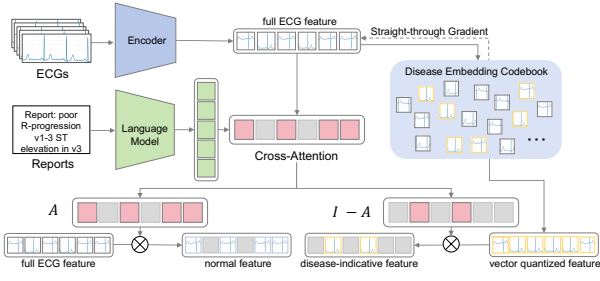 full ECG feature
Straight-through Gradient
Encoder
ECGs
Disease Embedding Codebook
Report: poor
R-progression
v1-3 ST
elevation in v3
Reports
Language
Model
Cross-Attention
...
A
I − A
full ECG feature
normal feature
disease-indicative feature
vector quantized feature